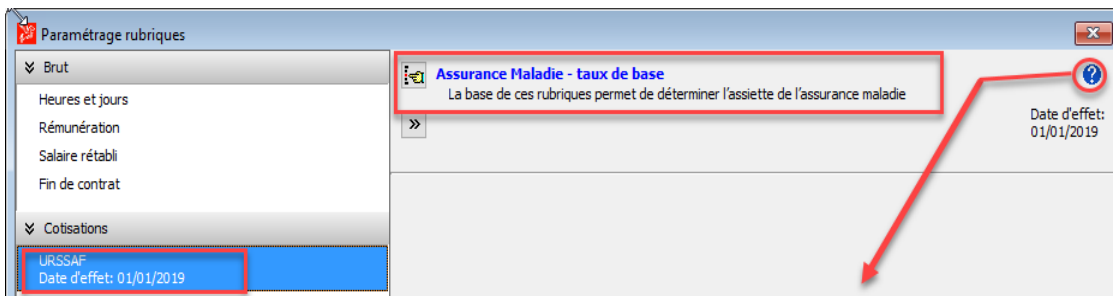 Paramétrage rubriques
Brut
Heures et jours
Rémunération
Salaire rétabli
Fin de contrat
Cotisations
URSSAF
Date d'effet: 01/01/2019
Assurance Maladie - taux de base
La base de ces rubriques permet de déterminer l'assiette de l'assurance maladie
Date d'effet:
01/01/2019